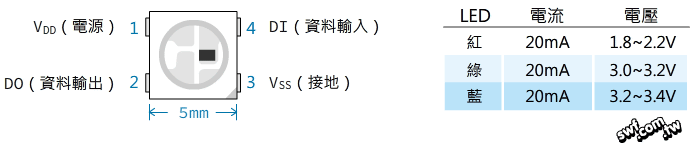 VDD（電源） 1
4 DI（資料輸入）
DO（資料輸出） 2
3 VSS（接地）
5mm
LED 電流 電壓
紅 20mA 1.8~2.2V
綠 20mA 3.0~3.2V
藍 20mA 3.2~3.4V
swf.com.tw